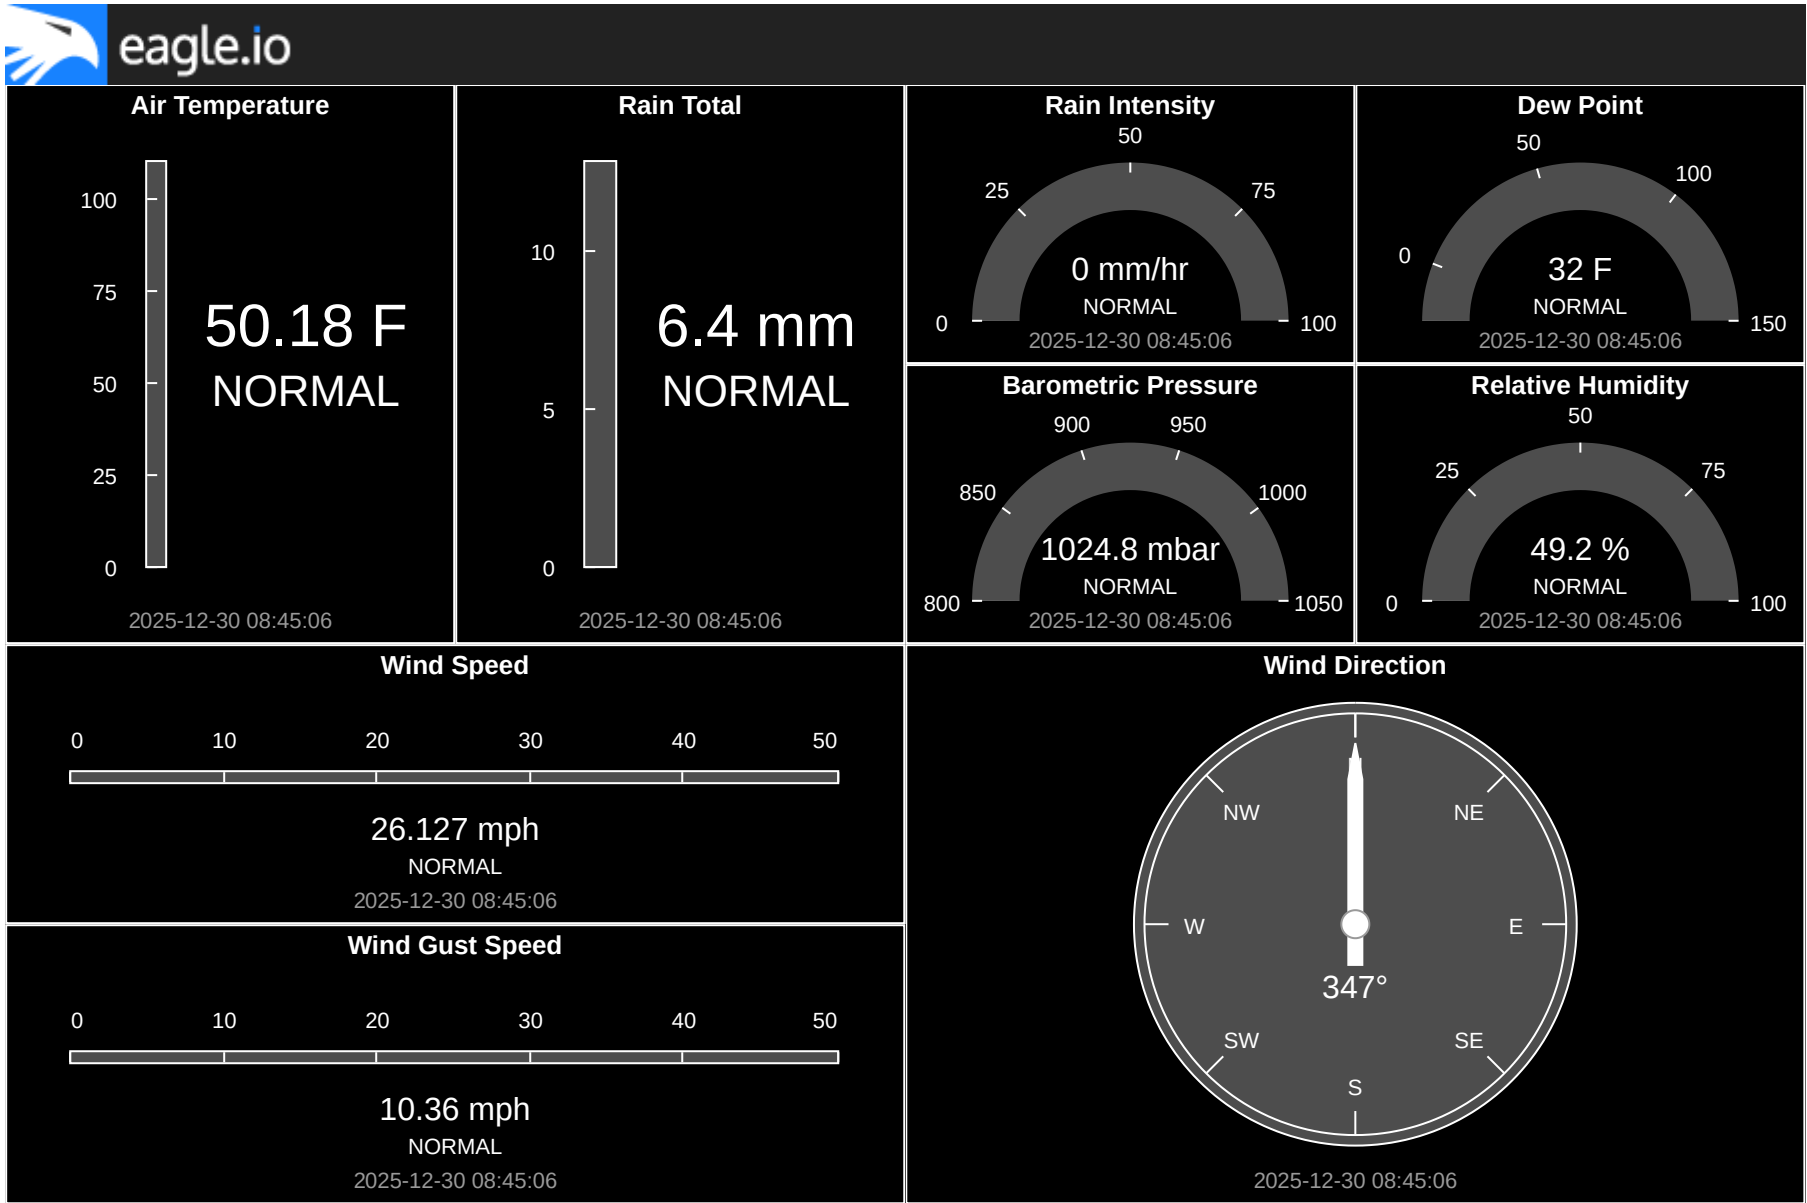 eagle.io
Air Temperature
100
75
50
25
0
50.18 F
NORMAL
2025-12-30 08:45:06
Rain Total
10
5
0
6.4 mm
NORMAL
2025-12-30 08:45:06
Rain Intensity
50
25
75
0
100
0 mm/hr
NORMAL
2025-12-30 08:45:06
Dew Point
50
100
0
150
32 F
NORMAL
2025-12-30 08:45:06
Barometric Pressure
900
950
850
1000
800
1050
1024.8 mbar
NORMAL
2025-12-30 08:45:06
Relative Humidity
50
25
75
0
100
49.2 %
NORMAL
2025-12-30 08:45:06
Wind Speed
0 10 20 30 40 50
26.127 mph
NORMAL
2025-12-30 08:45:06
Wind Gust Speed
0 10 20 30 40 50
10.36 mph
NORMAL
2025-12-30 08:45:06
Wind Direction
NW NE
W E
347°
SW SE
S
2025-12-30 08:45:06